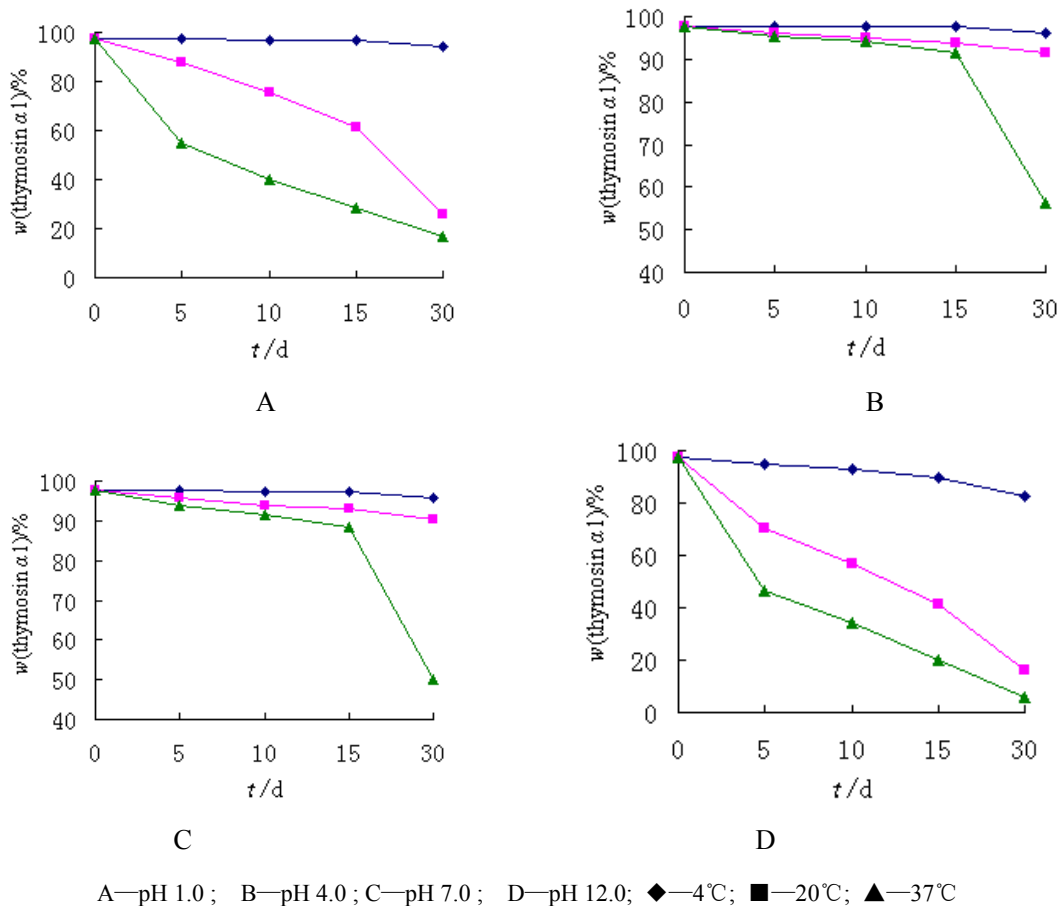 100
80
60
40
20
0
w(thymosin α1)/%
0 5 10 15 30
t/d
A
100
90
80
70
60
50
40
w(thymosin α1)/%
0 5 10 15 30
t/d
B
100
90
80
70
60
50
40
w(thymosin α1)/%
0 5 10 15 30
t/d
C
100
80
60
40
20
0
w(thymosin α1)/%
0 5 10 15 30
t/d
D
A—pH 1.0 ; B—pH 4.0 ; C—pH 7.0 ; D—pH 12.0; ◆—4℃; ■—20℃; ▲—37℃